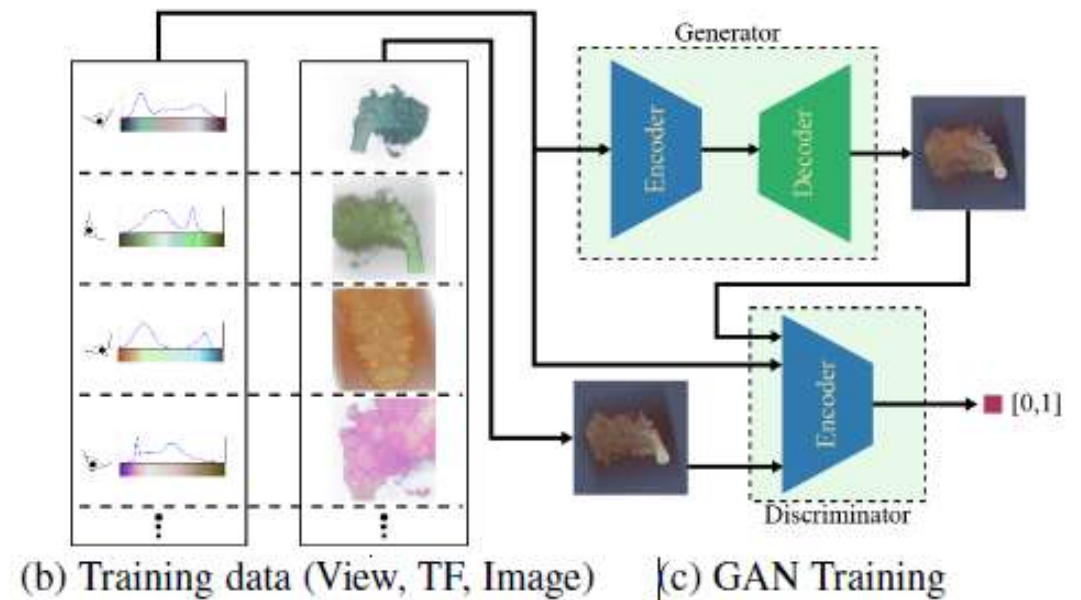 Generator
Encoder
Decoder
Encoder
[0,1]
Discriminator
(b) Training data (View, TF, Image)
(c) GAN Training